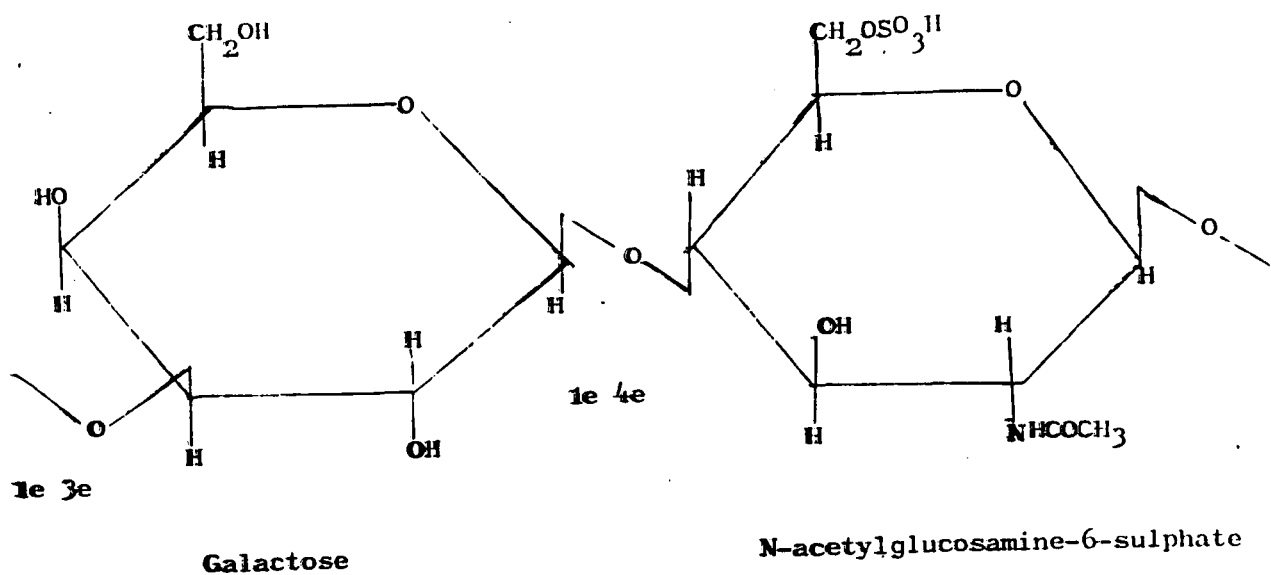 CH₂OH
CH₂OSO₃H
O
O
H
H
HO
H
O
O
H
H
H
OH
H
H
1e 4e
O
H
OH
H
NHCOCH₃
1e 3e
Galactose
N-acetylglucosamine-6-sulphate